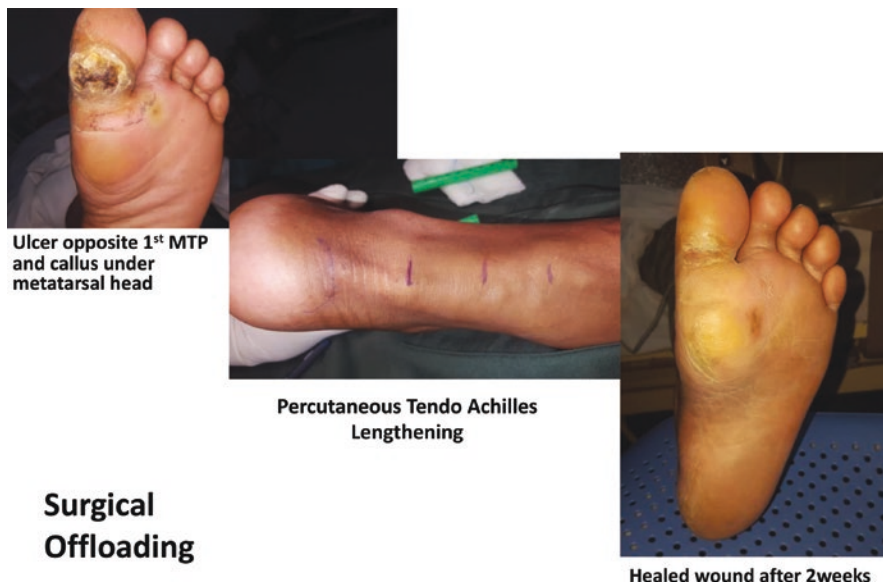 Ulcer opposite 1st MTP
and callus under
metatarsal head
Percutaneous Tendo Achilles
Lengthening
Surgical
Offloading
Healed wound after 2weeks